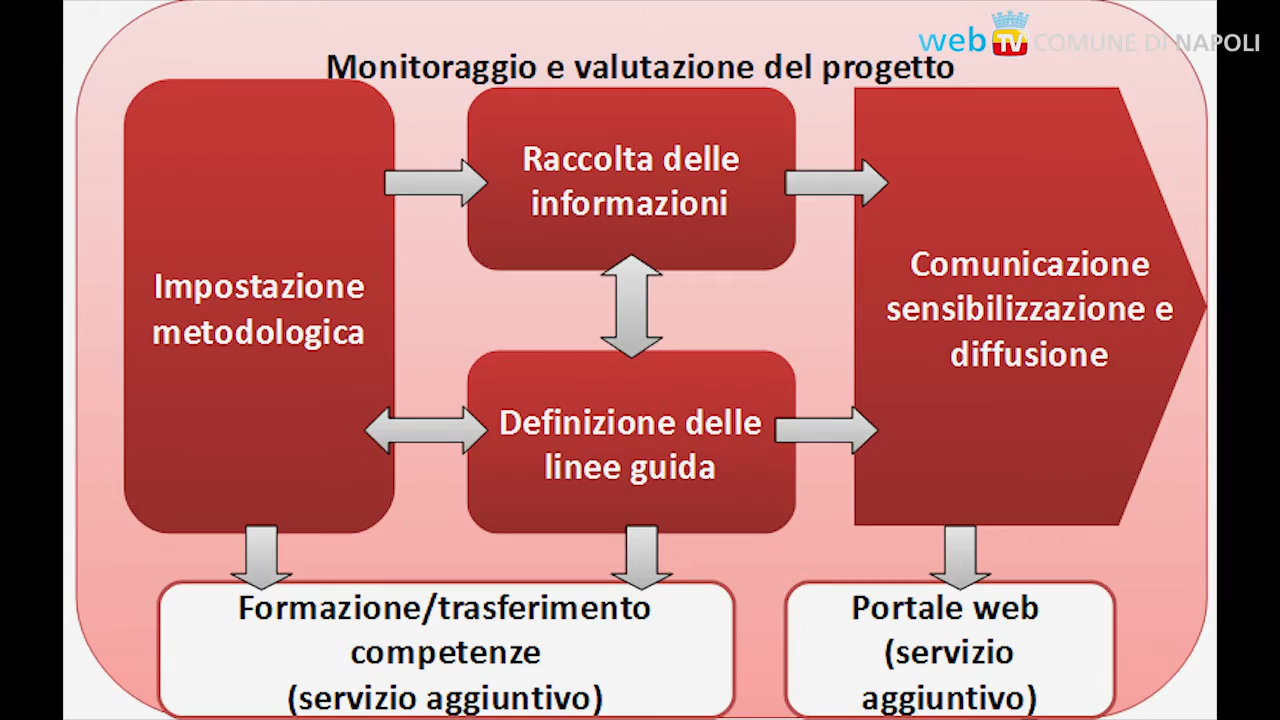 web TV COMUNE DI NAPOLI
Monitoraggio e valutazione del progetto
Impostazione
metodologica
Raccolta delle
informazioni
Definizione delle
linee guida
Comunicazione
sensibilizzazione e
diffusione
Formazione/trasferimento
competenze
(servizio aggiuntivo)
Portale web
(servizio
aggiuntivo)